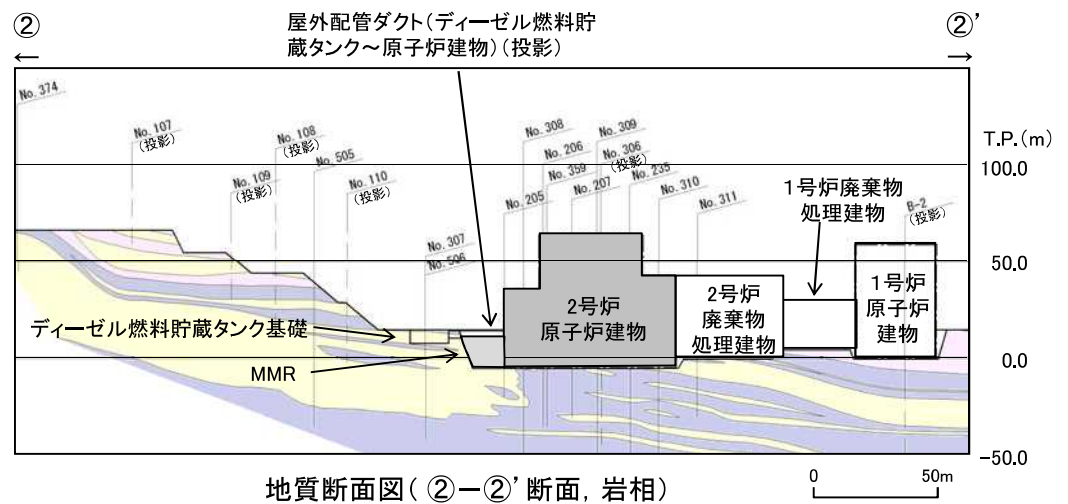 ②
屋外配管ダクト(ディーゼル燃料貯
蔵タンク～原子炉建物)(投影)
②’
←
→
No. 374
No. 107
(投影)
No. 108
(投影)
No. 505
No. 109
(投影)
No. 110
(投影)
No. 307
No. 506
No. 308
No. 309
No. 206
No. 306
(投影)
No. 359
No. 235
No. 205
No. 207
No. 310
No. 311
B-2
(投影)
T.P.(m)
100.0
50.0
0.0
-50.0
1号炉廃棄物
処理建物
2号炉
原子炉建物
2号炉
廃棄物
処理建物
1号炉
原子炉
建物
ディーゼル燃料貯蔵タンク基礎
MMR
地質断面図(②－②’断面, 岩相)
0
50m